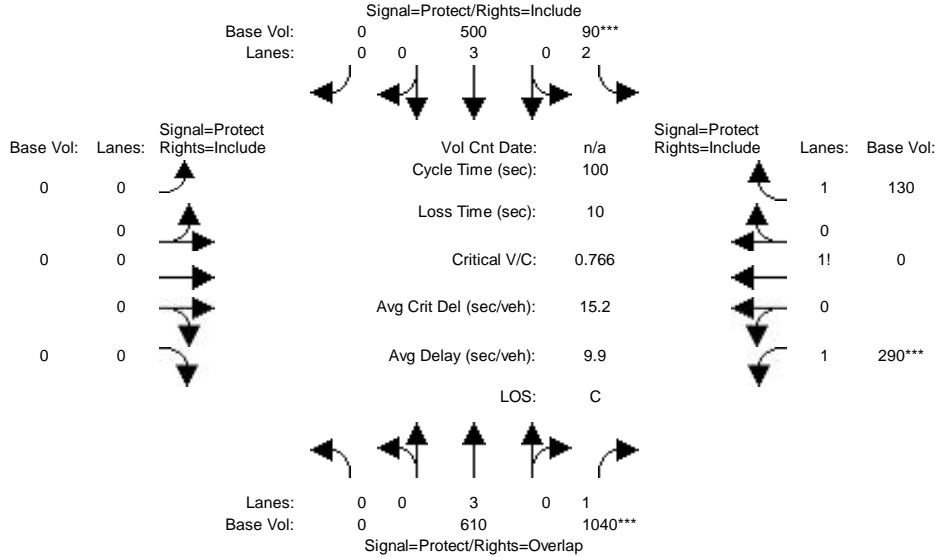 Signal=Protect/Rights=Include
Base Vol: 0 500 90***
Lanes: 0 0 3 0 2
Signal=Protect
Base Vol: Lanes: Rights=Include
Vol Cnt Date: n/a
Signal=Protect
Rights=Include Lanes: Base Vol:
Cycle Time (sec): 100
0 0
1 130
Loss Time (sec): 10
0
0
0 0
Critical V/C: 0.766
1! 0
0
Avg Crit Del (sec/veh): 15.2
0
0 0
Avg Delay (sec/veh): 9.9
1 290***
LOS: C
Lanes: 0 0 3 0 1
Base Vol: 0 610 1040***
Signal=Protect/Rights=Overlap